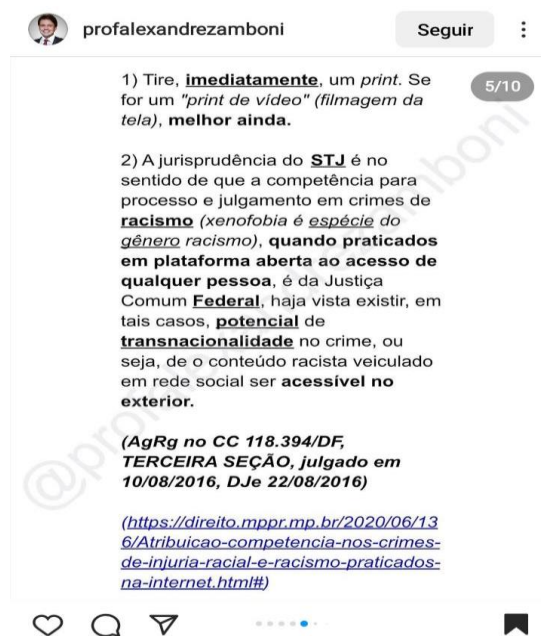 profalexandrezamboni
Seguir
5/10
1) Tire, imediatamente, um print. Se
for um "print de vídeo" (filmagem da
tela), melhor ainda.
2) A jurisprudência do STJ é no
sentido de que a competência para
processo e julgamento em crimes de
racismo (xenofobia é espécie do
gênero racismo), quando praticados
em plataforma aberta ao acesso de
qualquer pessoa, é da Justiça
Comum Federal, haja vista existir, em
tais casos, potencial de
transnacionalidade no crime, ou
seja, de o conteúdo racista veiculado
em rede social ser acessível no
exterior.
(AgRg no CC 118.394/DF,
TERCEIRA SEÇÃO, julgado em
10/08/2016, DJe 22/08/2016)
(https://direito.mppr.mp.br/2020/06/13
6/Atribuicao-competencia-nos-crimes-
de-injuria-racial-e-racismo-praticados-
na-internet.html#)
@profalexandrezamboni